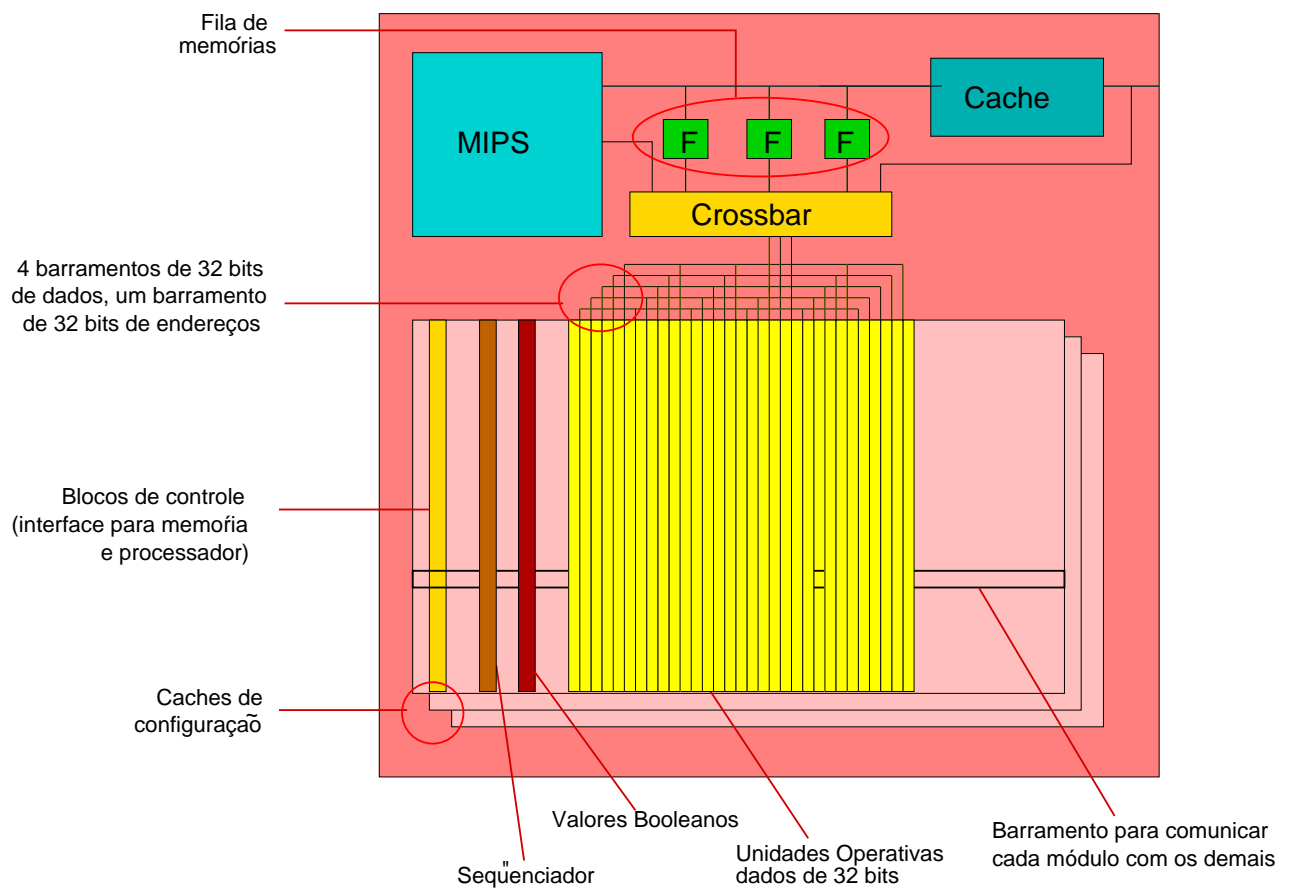 Fila de
memórias
MIPS
F
F
F
Cache
Crossbar
4 barramentos de 32 bits
de dados, um barramento
de 32 bits de endereços
Blocos de controle
(interface para memória
e processador)
Caches de
configuração
Valores Booleanos
Seqüenciador
Unidades Operativas
dados de 32 bits
Barramento para comunicar
cada módulo com os demais